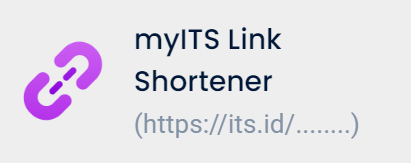 myITS Link
Shortener
(https://its.id/........)